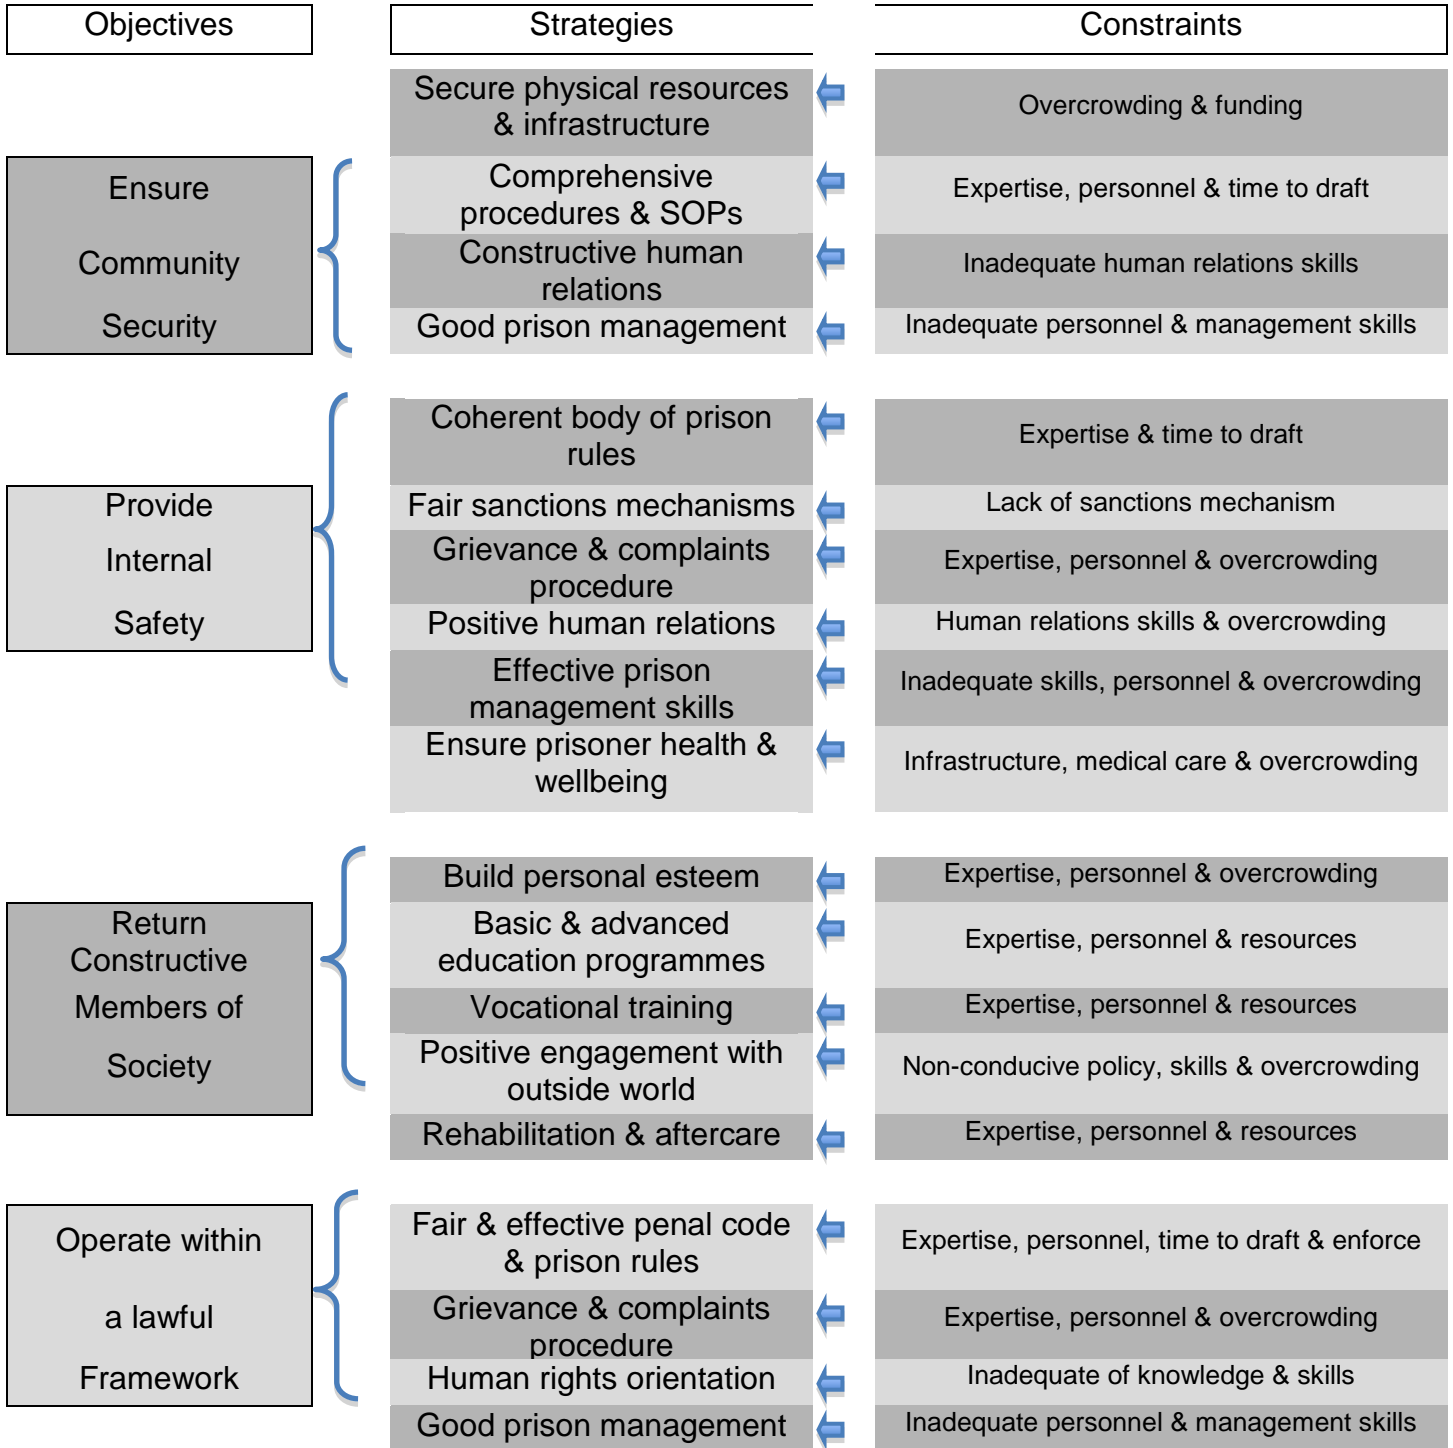 Objectives
Strategies
Constraints
Secure physical resources
& infrastructure
Overcrowding & funding
Ensure
Community
Security
Comprehensive
procedures & SOPs
Expertise, personnel & time to draft
Constructive human
relations
Inadequate human relations skills
Good prison management
Inadequate personnel & management skills
Coherent body of prison
rules
Expertise & time to draft
Provide
Internal
Safety
Fair sanctions mechanisms
Lack of sanctions mechanism
Grievance & complaints
procedure
Expertise, personnel & overcrowding
Positive human relations
Human relations skills & overcrowding
Effective prison
management skills
Inadequate skills, personnel & overcrowding
Ensure prisoner health &
wellbeing
Infrastructure, medical care & overcrowding
Build personal esteem
Expertise, personnel & overcrowding
Return
Constructive
Members of
Society
Basic & advanced
education programmes
Expertise, personnel & resources
Vocational training
Expertise, personnel & resources
Positive engagement with
outside world
Non-conducive policy, skills & overcrowding
Rehabilitation & aftercare
Expertise, personnel & resources
Operate within
a lawful
Framework
Fair & effective penal code
& prison rules
Expertise, personnel, time to draft & enforce
Grievance & complaints
procedure
Expertise, personnel & overcrowding
Human rights orientation
Inadequate of knowledge & skills
Good prison management
Inadequate personnel & management skills